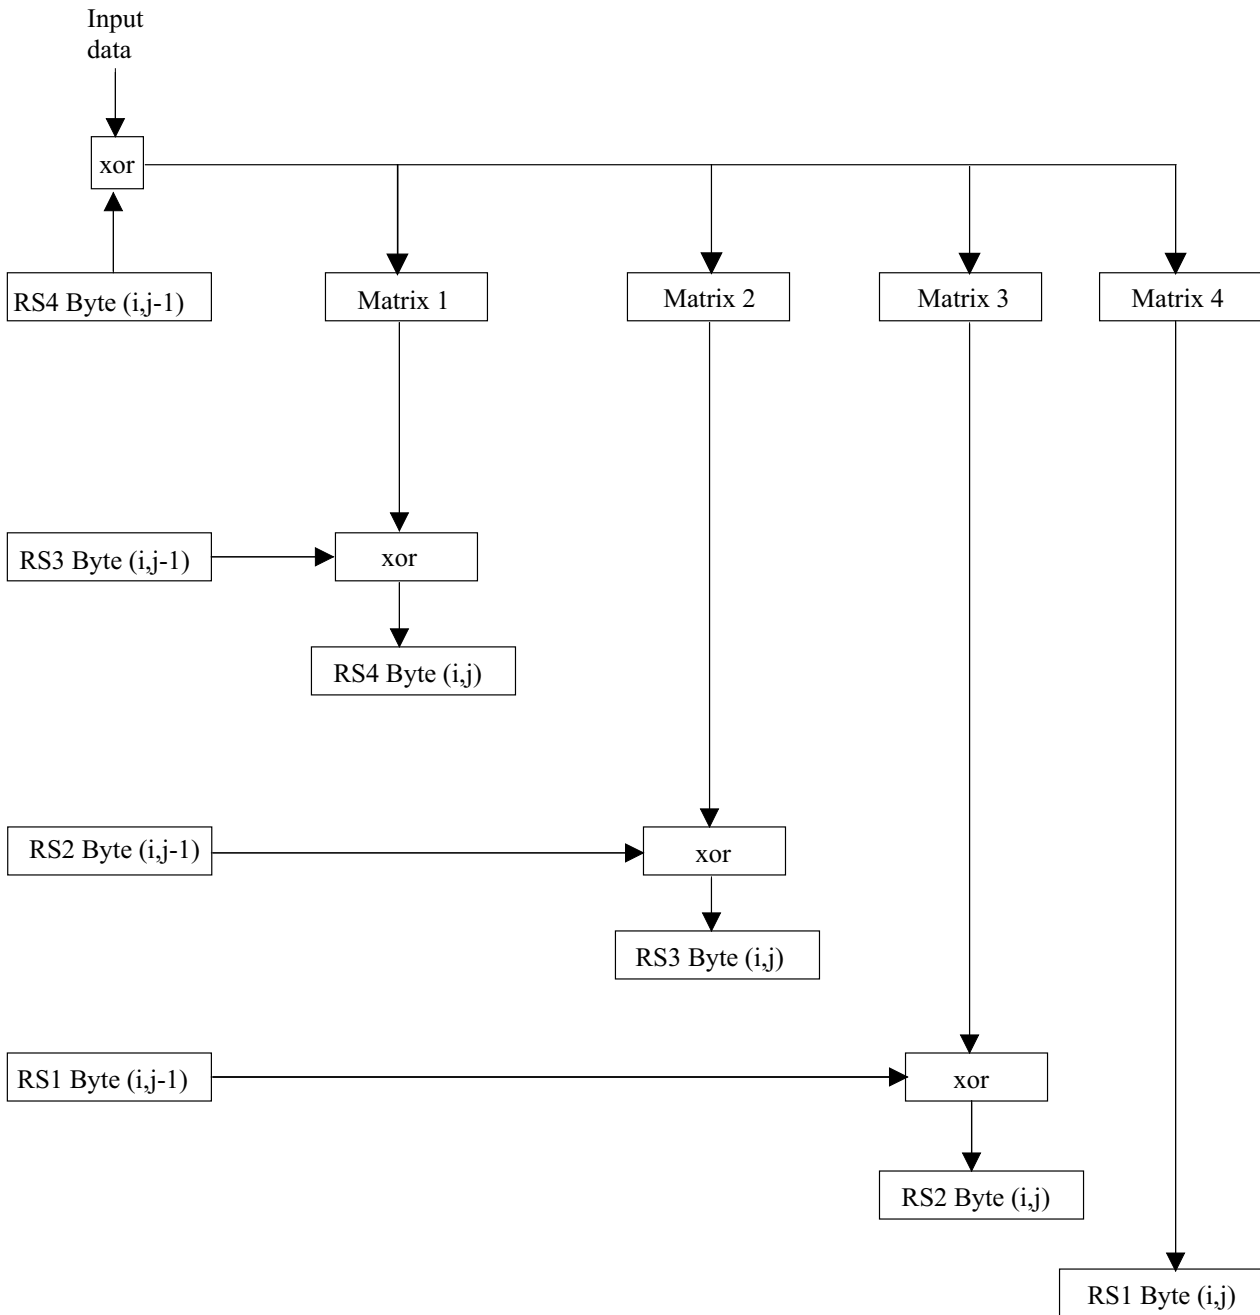 Input
data
xor
RS4 Byte (i,j-1)
Matrix 1
Matrix 2
Matrix 3
Matrix 4
RS3 Byte (i,j-1)
xor
RS4 Byte (i,j)
RS2 Byte (i,j-1)
xor
RS3 Byte (i,j)
RS1 Byte (i,j-1)
xor
RS2 Byte (i,j)
RS1 Byte (i,j)